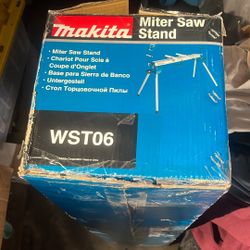 Makita
Miter Saw
Stand
• Miter Saw Stand
• Chariot Pour Scie à
Coupe d'Onglet
• Base para Sierra de Banco
• Untergestell
• Стол Торцовочной Пилы
WST06